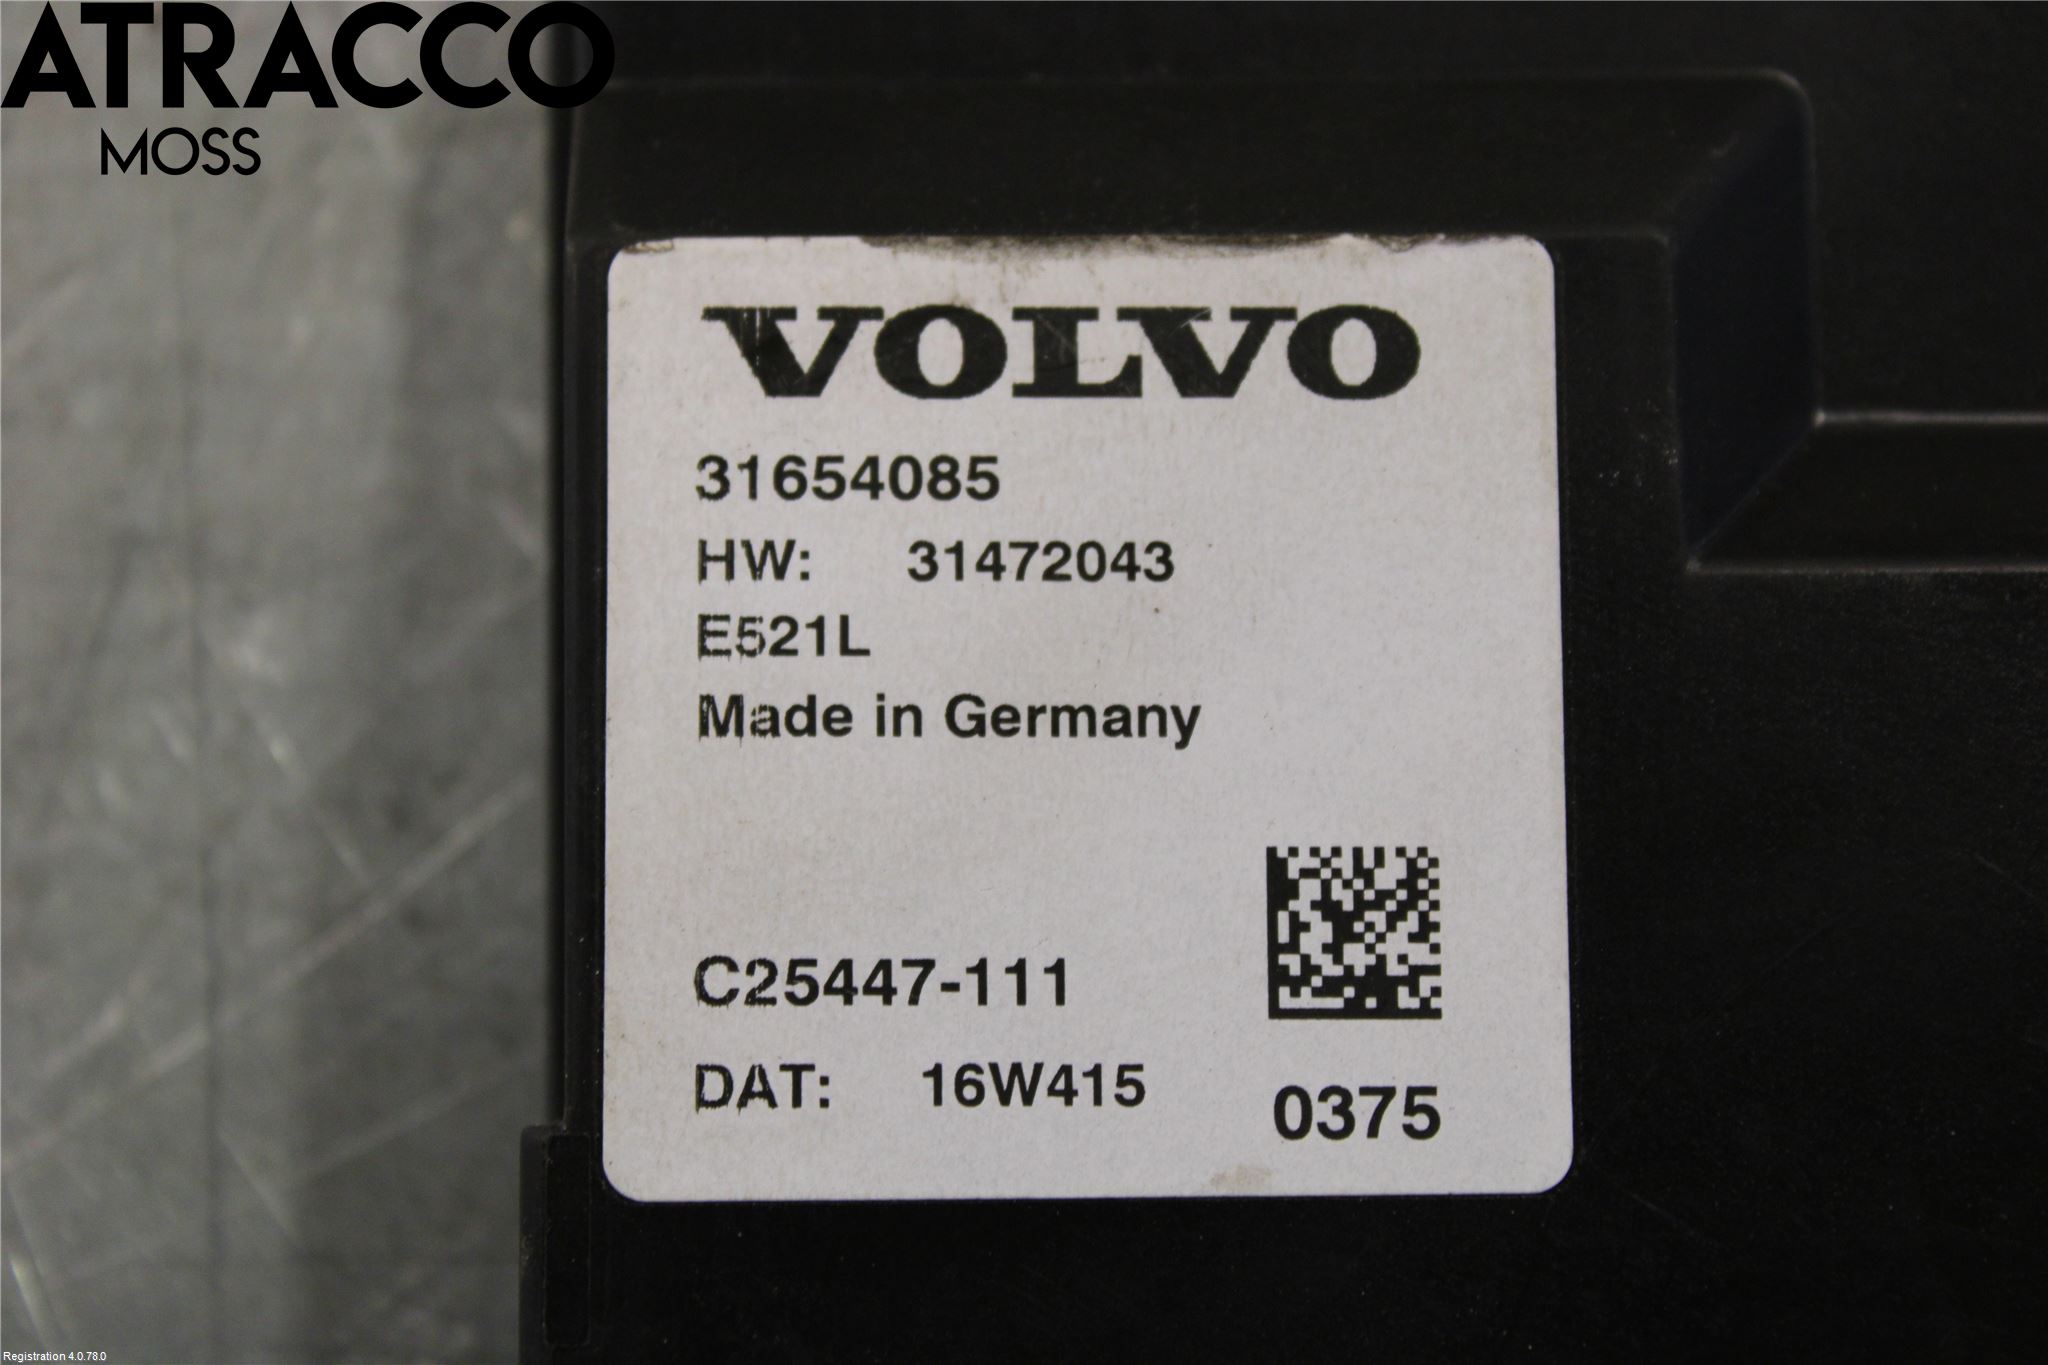 ATRACCO
MOSS
VOLVO
31654085
HW: 31472043
E521L
Made in Germany
C25447-111
DAT: 16W415
0375
Registration 4.0.78.0